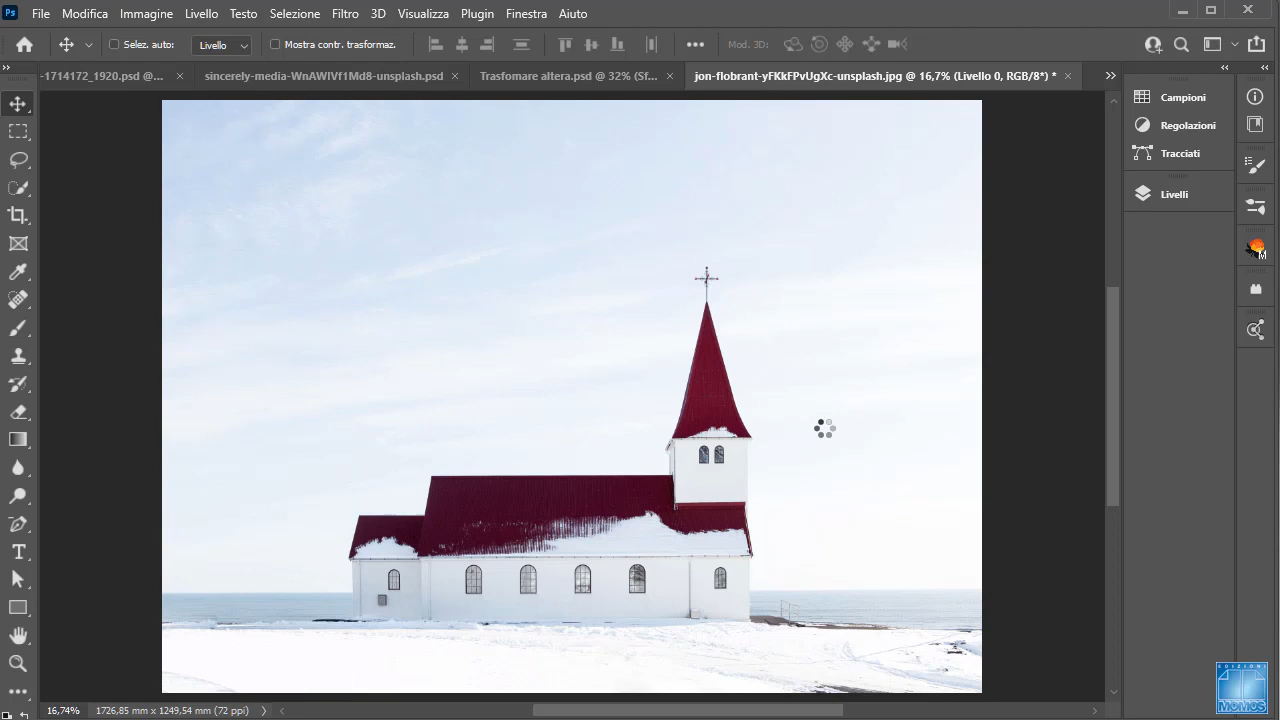 Ps File Modifica Immagine Livello Testo Selezione Filtro 3D Visualizza Plugin Finestra Aiuto
Selez. auto: Livello Mostra contr. trasformaz. Mod. 3D:
-1714172_1920.psd @... × sincerely-media-WnAWIVf1Md8-unsplash.psd × Trasfomare altera.psd @ 32% (Sf... × jon-flobrant-yFKkFPvUgXc-unsplash.jpg @ 16,7% (Livello 0, RGB/8*) * ×
Campioni
Regolazioni
Tracciati
Livelli
M
T
EDIZIONI
MOMOS
16,74% 1726,85 mm x 1249,54 mm (72 ppi)